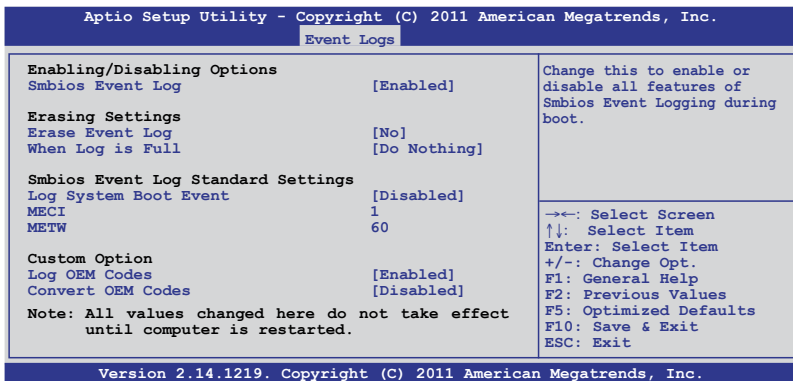 Aptio Setup Utility - Copyright (C) 2011 American Megatrends, Inc.
Event Logs
Enabling/Disabling Options
Smbios Event Log [Enabled]
Erasing Settings
Erase Event Log [No]
When Log is Full [Do Nothing]
Smbios Event Log Standard Settings
Log System Boot Event [Disabled]
MECI 1
METW 60
Custom Option
Log OEM Codes [Enabled]
Convert OEM Codes [Disabled]
Note: All values changed here do not take effect
until computer is restarted.
Change this to enable or
disable all features of
Smbios Event Logging during
boot.
→←: Select Screen
↑↓: Select Item
Enter: Select Item
+/-: Change Opt.
F1: General Help
F2: Previous Values
F5: Optimized Defaults
F10: Save & Exit
ESC: Exit
Version 2.14.1219. Copyright (C) 2011 American Megatrends, Inc.